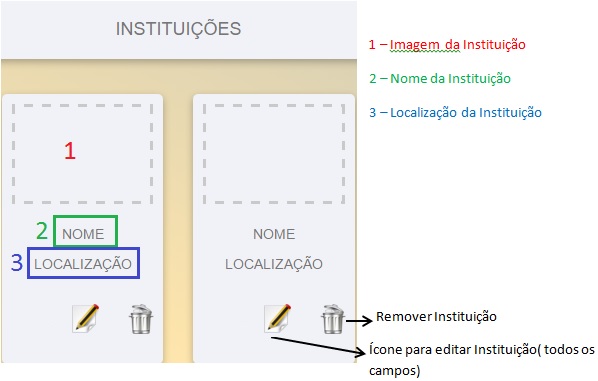 INSTITUIÇÕES
1 – Imagem da Instituição
2 – Nome da Instituição
3 – Localização da Instituição
1
2 NOME
3 LOCALIZAÇÃO
NOME
LOCALIZAÇÃO
Remover Instituição
Ícone para editar Instituição( todos os
campos)